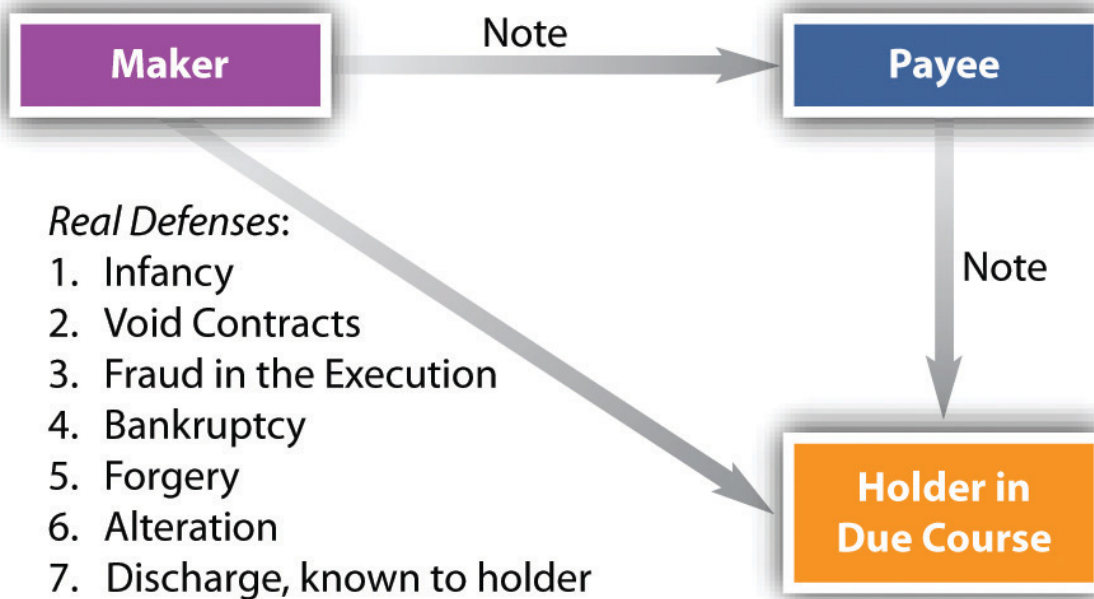 Maker
Note
Payee
Real Defenses:
1. Infancy
2. Void Contracts
3. Fraud in the Execution
4. Bankruptcy
5. Forgery
6. Alteration
7. Discharge, known to holder
Note
Holder in
Due Course